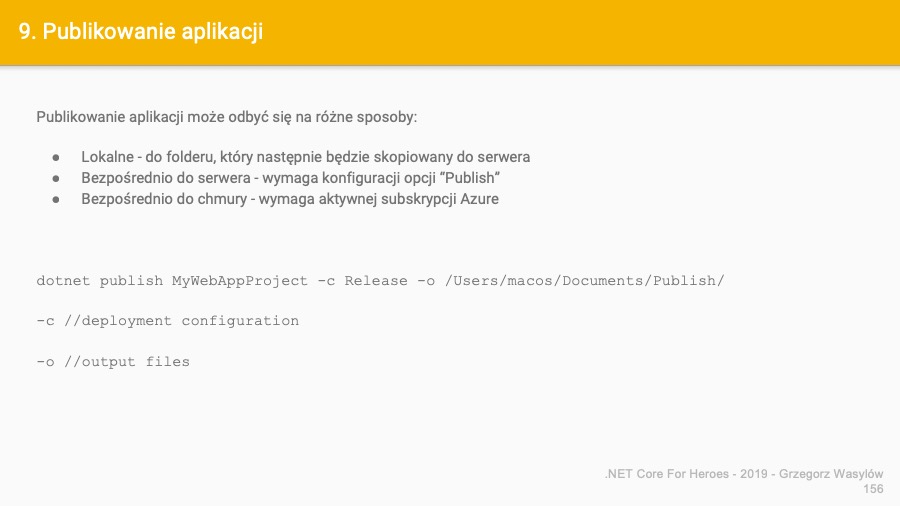 9. Publikowanie aplikacji
Publikowanie aplikacji może odbyć się na różne sposoby:
● Lokalne - do folderu, który następnie będzie skopiowany do serwera
● Bezpośrednio do serwera - wymaga konfiguracji opcji “Publish”
● Bezpośrednio do chmury - wymaga aktywnej subskrypcji Azure
dotnet publish MyWebAppProject -c Release -o /Users/macos/Documents/Publish/
-c //deployment configuration
-o //output files
.NET Core For Heroes - 2019 - Grzegorz Wasylów
156